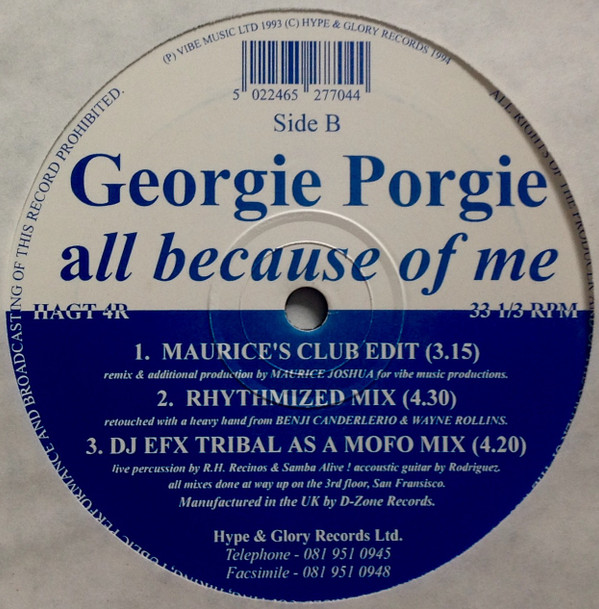 (P) VIBE MUSIC LTD 1993 (C) HYPE & GLORY RECORDS 1994
ALL RIGHTS OF THE PRODUCER
PUBLIC PERFORMANCE AND BROADCASTING OF THIS RECORD PROHIBITED.
5 022465 277044
Side B
Georgie Porgie
all because of me
HAGT 4R
33 1/3 RPM
1. MAURICE'S CLUB EDIT (3.15)
remix & additional production by MAURICE JOSHUA for vibe music productions.
2. RHYTHMIZED MIX (4.30)
retouched with a heavy hand from BENJI CANDERLERIO & WAYNE ROLLINS.
3. DJ EFX TRIBAL AS A MOFO MIX (4.20)
live percussion by R.H. Recinos & Samba Alive ! accoustic guitar by Rodriguez.
all mixes done at way up on the 3rd floor, San Fransisco.
Manufactured in the UK by D-Zone Records.
Hype & Glory Records Ltd.
Telephone - 081 951 0945
Facsimile - 081 951 0948